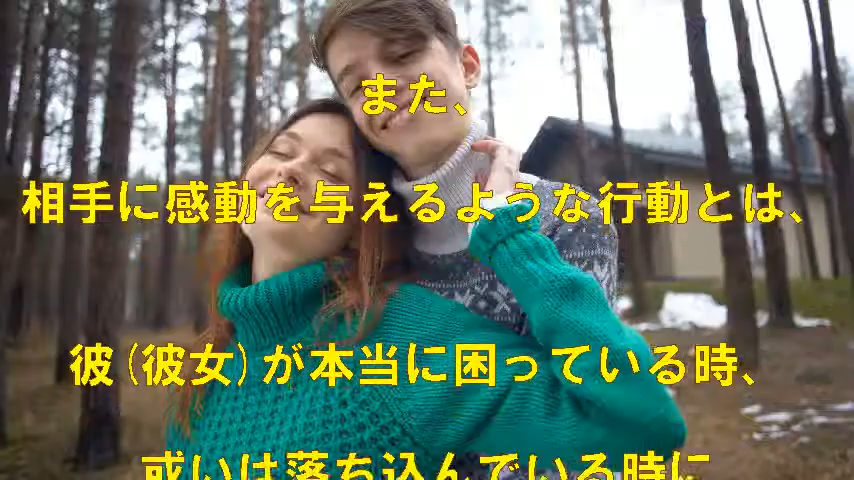 また、
相手に感動を与えるような行動とは、
彼(彼女)が本当に困っている時、
或いは落ち込んでいる時に